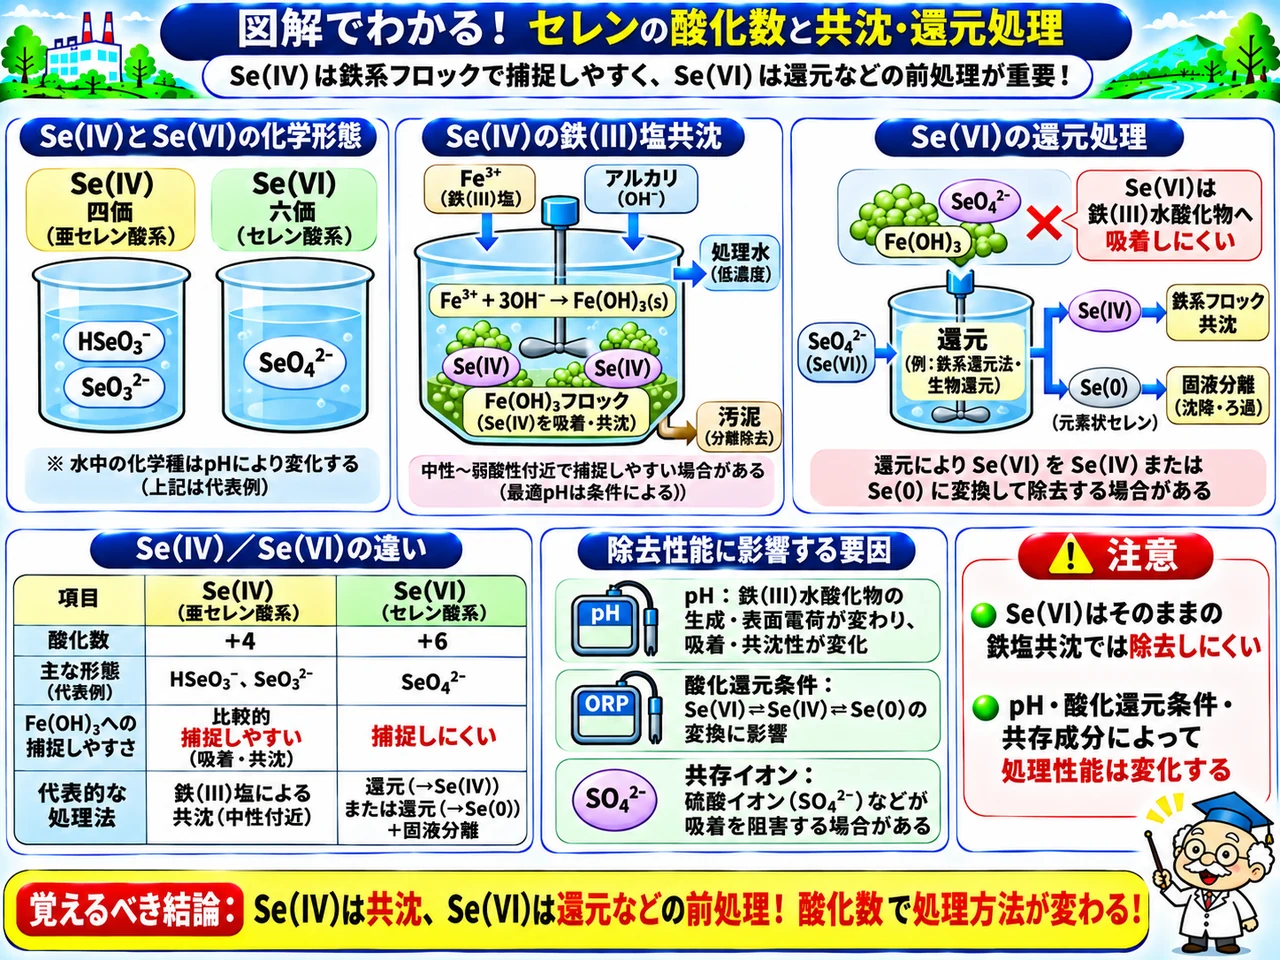 図解でわかる! セレンの酸化数と共沈・還元処理
Se(IV)は鉄系フロックで捕捉しやすく、Se(VI)は還元などの前処理が重要!
Se(IV)とSe(VI)の化学形態
Se(IV)
四価
(亜セレン酸系)
Se(VI)
六価
(セレン酸系)
HSeO₃⁻
SeO₃²⁻
SeO₄²⁻
※ 水中の化学種はpHにより変化する
(上記は代表例)
Se(IV)の鉄(III)塩共沈
Fe³⁺
(鉄(III)塩)
アルカリ
(OH⁻)
処理水
(低濃度)
Fe³⁺ + 3OH⁻ → Fe(OH)₃(s)
Se(IV)
Se(IV)
Fe(OH)₃フロック
(Se(IV)を吸着・共沈)
汚泥
(分離除去)
中性〜弱酸性付近で捕捉しやすい場合がある
(最適pHは条件による))
Se(VI)の還元処理
SeO₄²⁻
Fe(OH)₃
Se(VI)は
鉄(III)水酸化物へ
吸着しにくい
SeO₄²⁻
(Se(VI))
還元
(例:鉄系還元法・
生物還元)
Se(IV)
鉄系フロック
共沈
Se(0)
(元素状セレン)
固液分離
(沈降・ろ過)
還元により Se(VI) を Se(IV) または
Se(0) に変換して除去する場合がある
Se(IV)/Se(VI)の違い
項目
Se(IV)
(亜セレン酸系)
Se(VI)
(セレン酸系)
酸化数
+4
+6
主な形態
(代表例)
HSeO₃⁻、SeO₃²⁻
SeO₄²⁻
Fe(OH)₃への
捕捉しやすさ
比較的
捕捉しやすい
(吸着・共沈)
捕捉しにくい
代表的な
処理法
鉄(III)塩による
共沈(中性付近)
還元(→Se(IV))
または還元(→Se(0))
+固液分離
除去性能に影響する要因
pH
pH:鉄(III)水酸化物の
生成・表面電荷が変わり、
吸着・共沈性が変化
ORP
酸化還元条件:
Se(VI)⇌Se(IV)⇌Se(0)の
変換に影響
SO₄²⁻
共存イオン:
硫酸イオン(SO₄²⁻)などが
吸着を阻害する場合がある
注意
Se(VI)はそのままの
鉄塩共沈では除去しにくい
pH・酸化還元条件・
共存成分によって
処理性能は変化する
覚えるべき結論: Se(IV)は共沈、Se(VI)は還元などの前処理! 酸化数で処理方法が変わる!